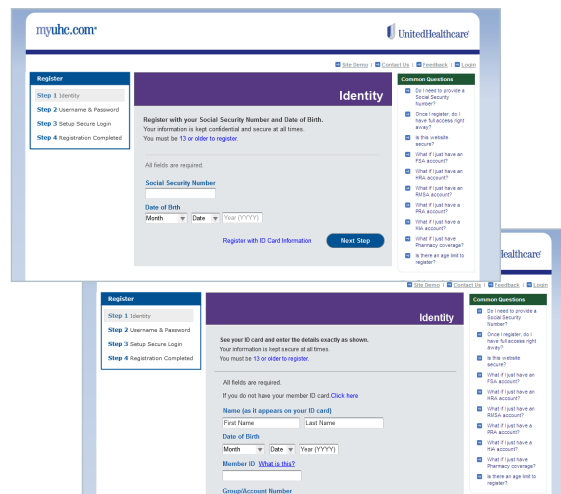 myuhc.com®
UnitedHealthcare®
Site Demo | Contact Us | Feedback | Login
Register
Step 1 Identity
Step 2 Username & Password
Step 3 Setup Secure Login
Step 4 Registration Completed
Identity
Register with your Social Security Number and Date of Birth.
Your information is kept confidential and secure at all times.
You must be 13 or older to register.
All fields are required.
Social Security Number
Date of Birth
Month Date Year (YYYY)
Register with ID Card Information Next Step
Common Questions
Do I need to provide a
Social Security
Number?
Once I register, do I
have full access right
away?
Is this website
secure?
What if I just have an
FSA account?
What if I just have an
HRA account?
What if I just have an
RMSA account?
What if I just have a
PRA account?
What if I just have a
HIA account?
What if I just have
Pharmacy coverage?
Is there an age limit to
register?
Healthcare®
Site Demo | Contact Us | Feedback | Login
Register
Step 1 Identity
Step 2 Username & Password
Step 3 Setup Secure Login
Step 4 Registration Completed
Identity
See your ID card and enter the details exactly as shown.
Your information is kept secure at all times.
You must be 13 or older to register.
All fields are required.
If you do not have your member ID card.Click here
Name (as it appears on your ID card)
First Name Last Name
Date of Birth
Month Date Year (YYYY)
Member ID What is this?
Group/Account Number
Common Questions
Do I need to provide a
Social Security
Number?
Once I register, do I
have full access right
away?
Is this website
secure?
What if I just have an
FSA account?
What if I just have an
HRA account?
What if I just have an
RMSA account?
What if I just have a
PRA account?
What if I just have a
HIA account?
What if I just have
Pharmacy coverage?
Is there an age limit to
register?